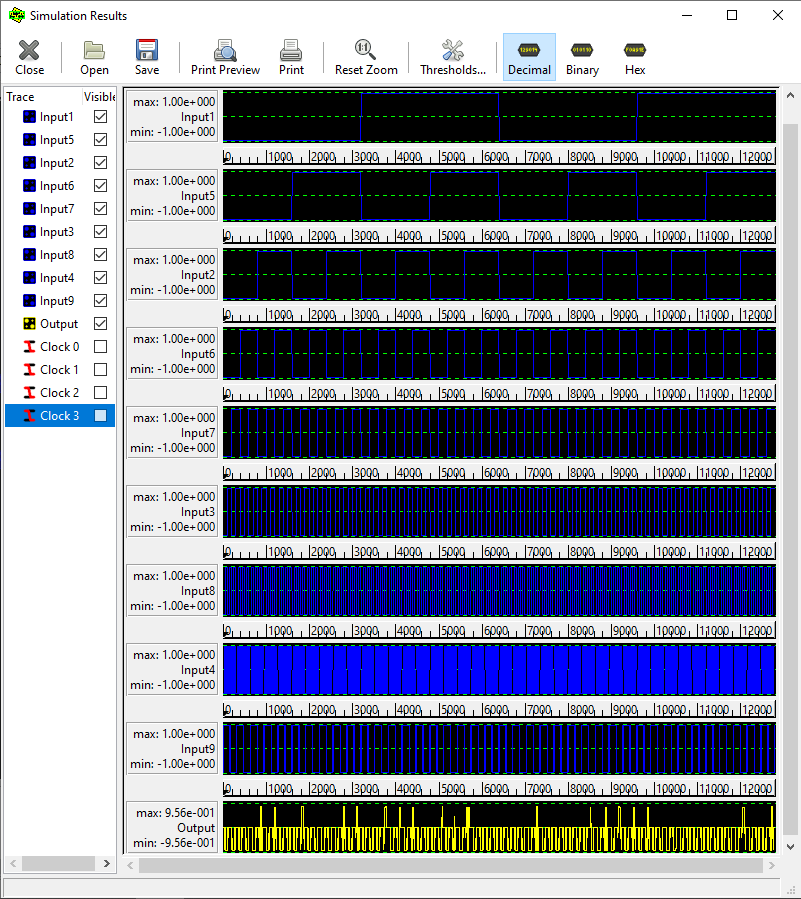 Simulation Results
Close Open Save Print Preview Print Reset Zoom Thresholds... Decimal Binary Hex
Trace Visible
Input1
Input5
Input2
Input6
Input7
Input3
Input8
Input4
Input9
Output
Clock 0
Clock 1
Clock 2
Clock 3
max: 1.00e+000
Input1
min: -1.00e+000
0 1000 2000 3000 4000 5000 6000 7000 8000 9000 10000 11000 12000
max: 1.00e+000
Input5
min: -1.00e+000
0 1000 2000 3000 4000 5000 6000 7000 8000 9000 10000 11000 12000
max: 1.00e+000
Input2
min: -1.00e+000
0 1000 2000 3000 4000 5000 6000 7000 8000 9000 10000 11000 12000
max: 1.00e+000
Input6
min: -1.00e+000
0 1000 2000 3000 4000 5000 6000 7000 8000 9000 10000 11000 12000
max: 1.00e+000
Input7
min: -1.00e+000
0 1000 2000 3000 4000 5000 6000 7000 8000 9000 10000 11000 12000
max: 1.00e+000
Input3
min: -1.00e+000
0 1000 2000 3000 4000 5000 6000 7000 8000 9000 10000 11000 12000
max: 1.00e+000
Input8
min: -1.00e+000
0 1000 2000 3000 4000 5000 6000 7000 8000 9000 10000 11000 12000
max: 1.00e+000
Input4
min: -1.00e+000
0 1000 2000 3000 4000 5000 6000 7000 8000 9000 10000 11000 12000
max: 1.00e+000
Input9
min: -1.00e+000
0 1000 2000 3000 4000 5000 6000 7000 8000 9000 10000 11000 12000
max: 9.56e-001
Output
min: -9.56e-001